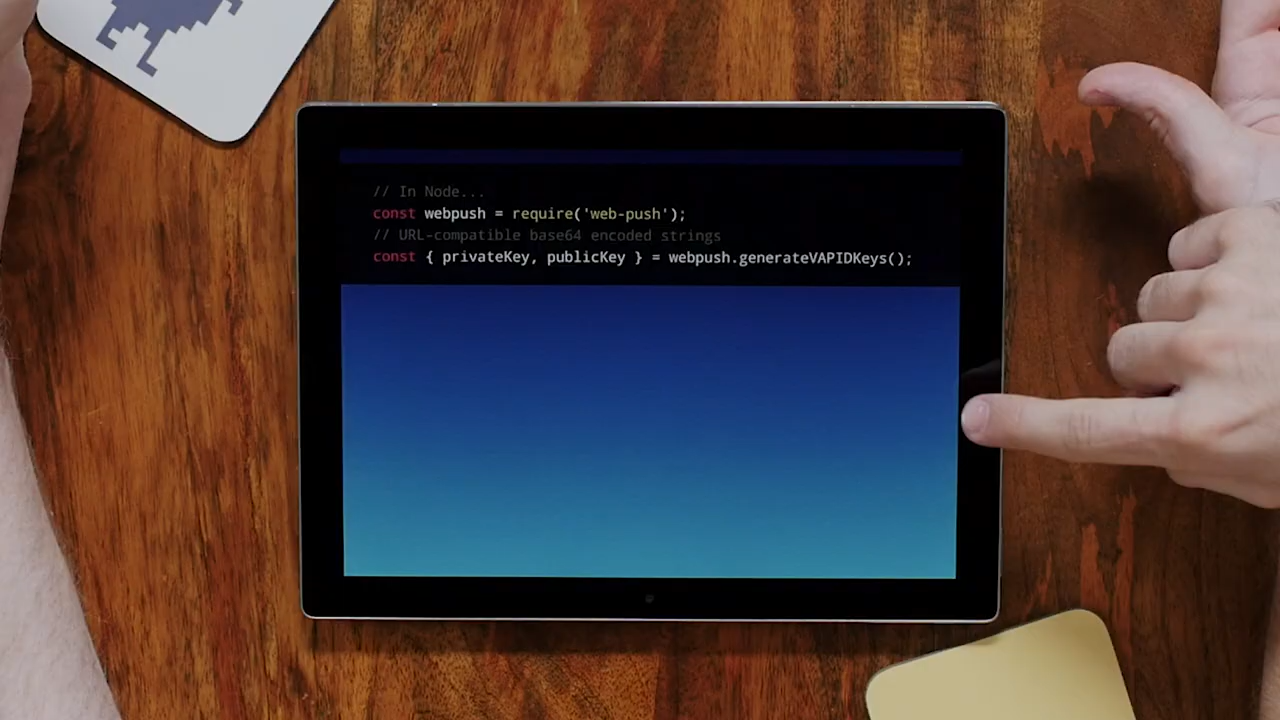 // In Node...
const webpush = require('web-push');
// URL-compatible base64 encoded strings
const { privateKey, publicKey } = webpush.generateVAPIDKeys();